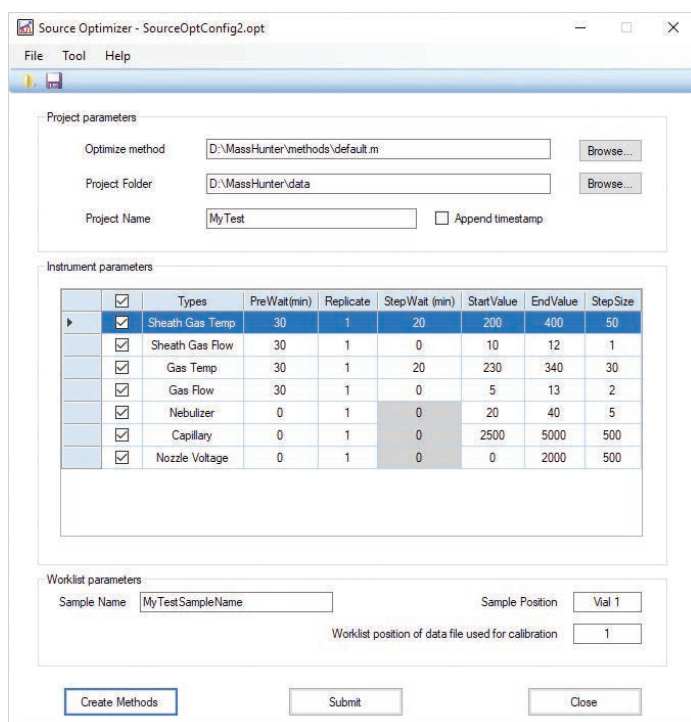 Source Optimizer - SourceOptConfig2.opt
File Tool Help
Project parameters
Optimize method D:\MassHunter\methods\default.m Browse...
Project Folder D:\MassHunter\data Browse...
Project Name MyTest Append timestamp
Instrument parameters
Types PreWait(min) Replicate StepWait (min) StartValue EndValue StepSize
Sheath Gas Temp 30 1 20 200 400 50
Sheath Gas Flow 30 1 0 10 12 1
Gas Temp 30 1 20 230 340 30
Gas Flow 30 1 0 5 13 2
Nebulizer 0 1 0 20 40 5
Capillary 0 1 0 2500 5000 500
Nozzle Voltage 0 1 0 0 2000 500
Worklist parameters
Sample Name MyTestSampleName Sample Position Vial 1
Worklist position of data file used for calibration 1
Create Methods Submit Close